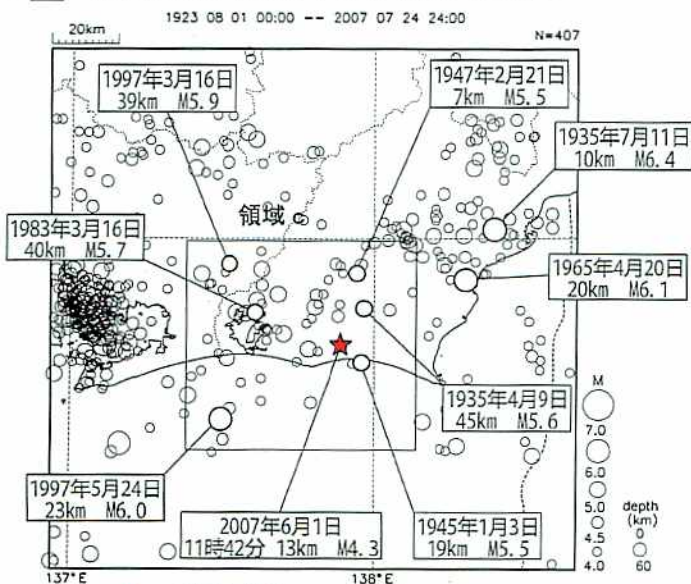 1923 08 01 00:00 -- 2007 07 24 24:00
20km
N=407
1997年3月16日
39km M5.9
1947年2月21日
7km M5.5
1935年7月11日
10km M6.4
領域c
1983年3月16日
40km M5.7
1965年4月20日
20km M6.1
1935年4月9日
45km M5.6
1997年5月24日
23km M6.0
2007年6月1日
11時42分 13km M4.3
1945年1月3日
19km M5.5
M
7.0
6.0
5.0
4.5
4.0
depth
(km)
0
60
137°E
138°E